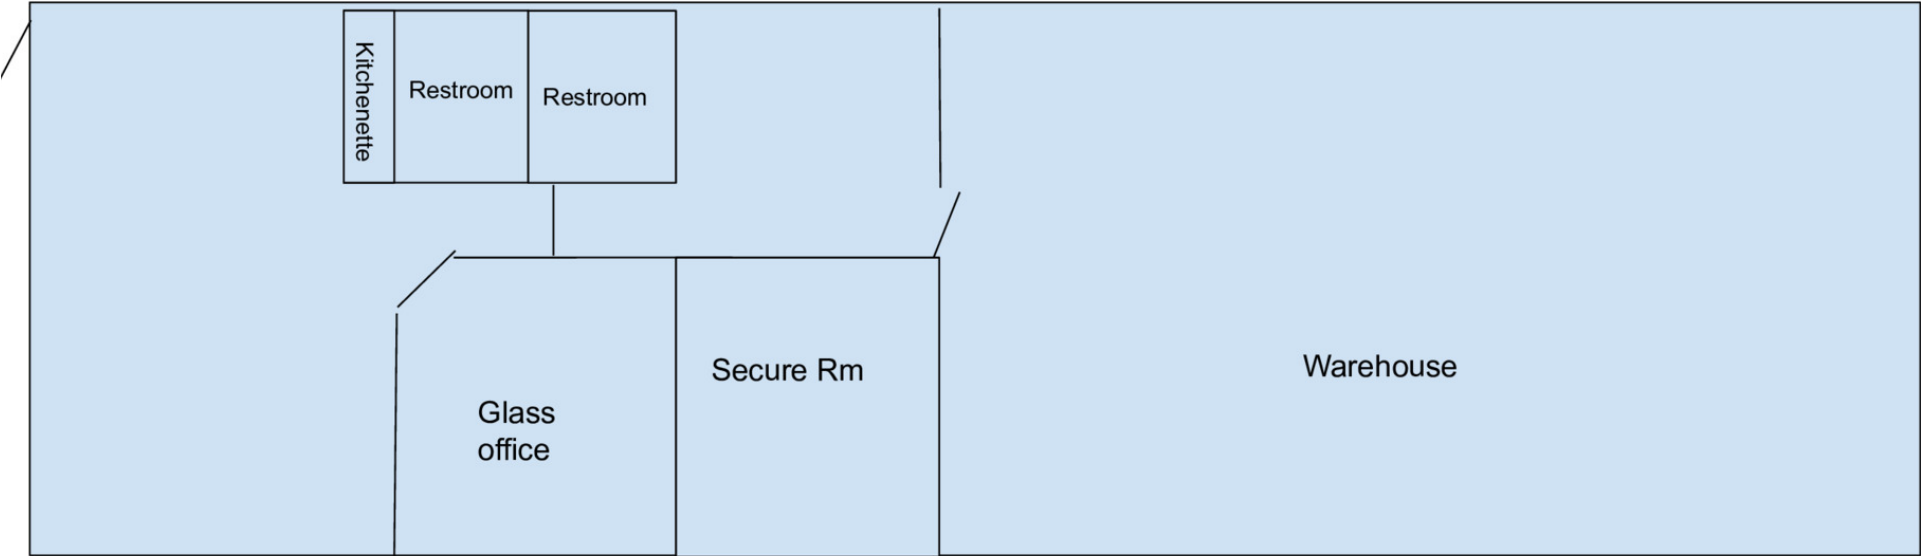 Kitchenette
Restroom
Restroom
Secure Rm
Warehouse
Glass
office